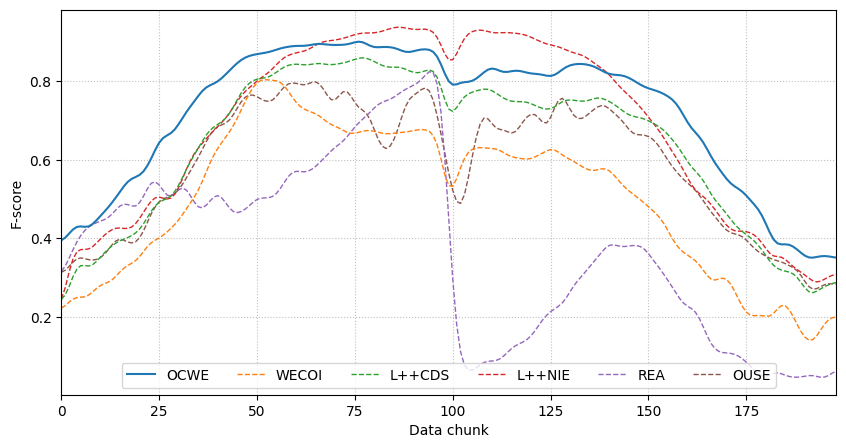 F-score
0.8
0.6
0.4
0.2
OCWE WECOI L++CDS L++NIE REA OUSE
0 25 50 75 100 125 150 175
Data chunk